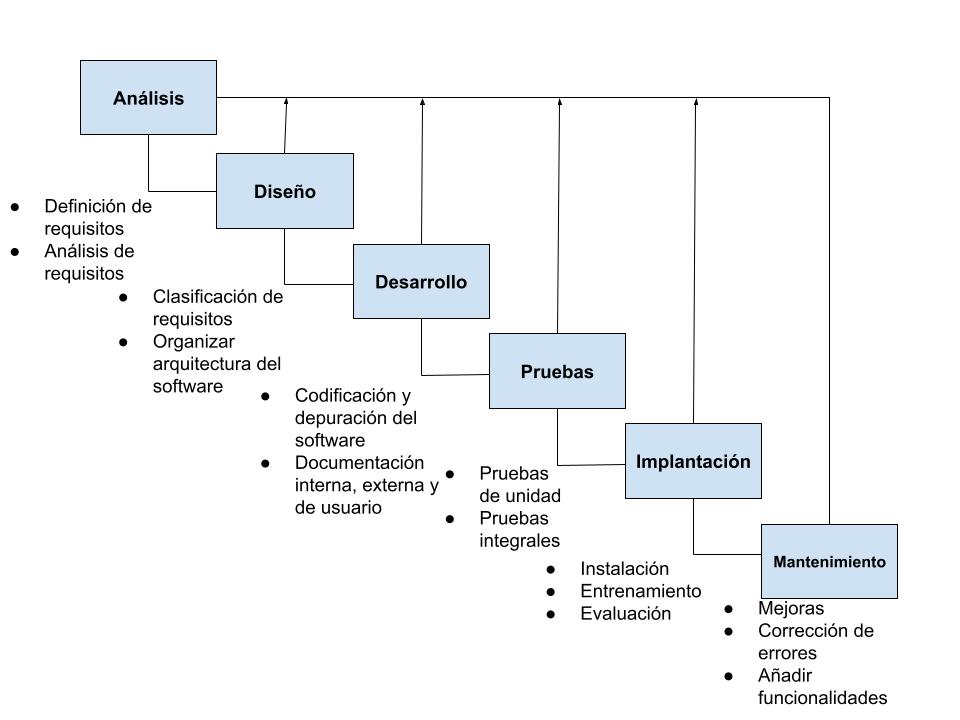 Análisis
Diseño
● Definición de
requisitos
● Análisis de
requisitos
Desarrollo
● Clasificación de
requisitos
● Organizar
arquitectura del
software
Pruebas
● Codificación y
depuración del
software
● Documentación
interna, externa y
de usuario
Implantación
● Pruebas
de unidad
● Pruebas
integrales
Mantenimiento
● Instalación
● Entrenamiento
● Evaluación
● Mejoras
● Corrección de
errores
● Añadir
funcionalidades